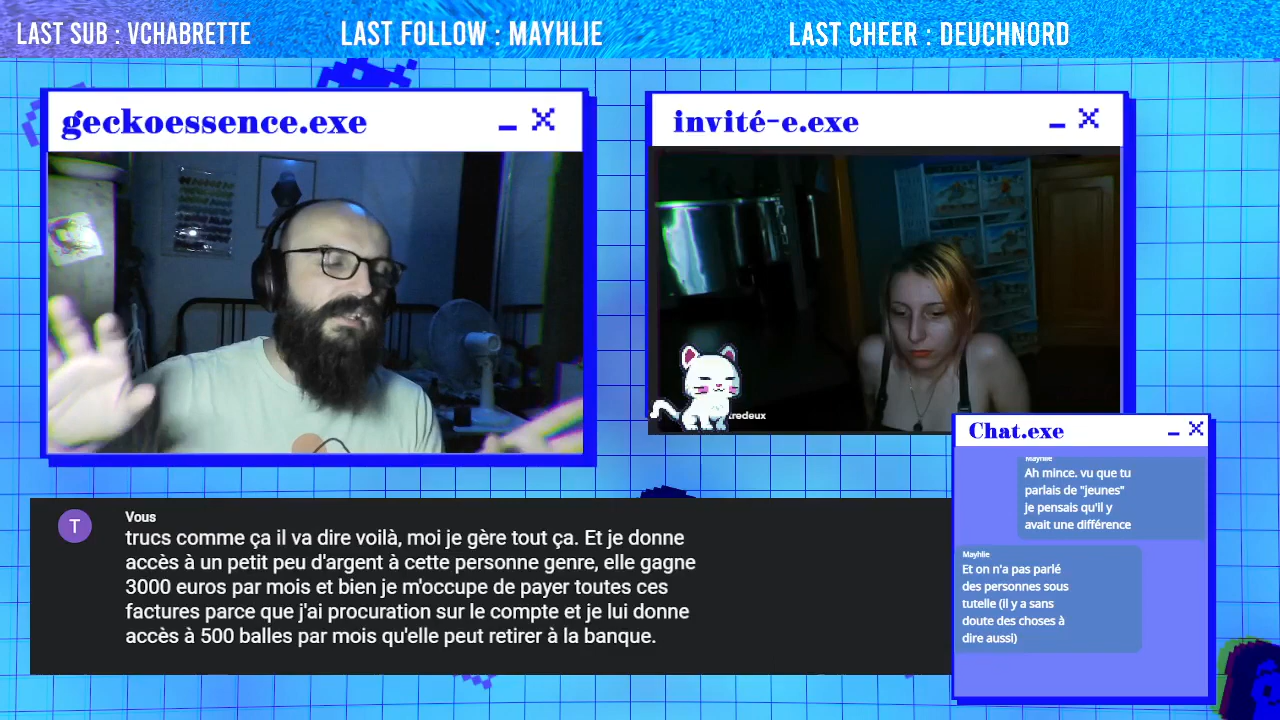 LAST SUB : VCHABRETTE
LAST FOLLOW : MAYHLIE
LAST CHEER : DEUCHNORD
geckoessence.exe
invité-e.exe
redeux
Chat.exe
Mayhlie
Ah mince. vu que tu
parlais de "jeunes"
je pensais qu'il y
avait une différence
Mayhlie
Et on n'a pas parlé
des personnes sous
tutelle (il y a sans
doute des choses à
dire aussi)
T
Vous
trucs comme ça il va dire voilà, moi je gère tout ça. Et je donne
accès à un petit peu d'argent à cette personne genre, elle gagne
3000 euros par mois et bien je m'occupe de payer toutes ces
factures parce que j'ai procuration sur le compte et je lui donne
accès à 500 balles par mois qu'elle peut retirer à la banque.